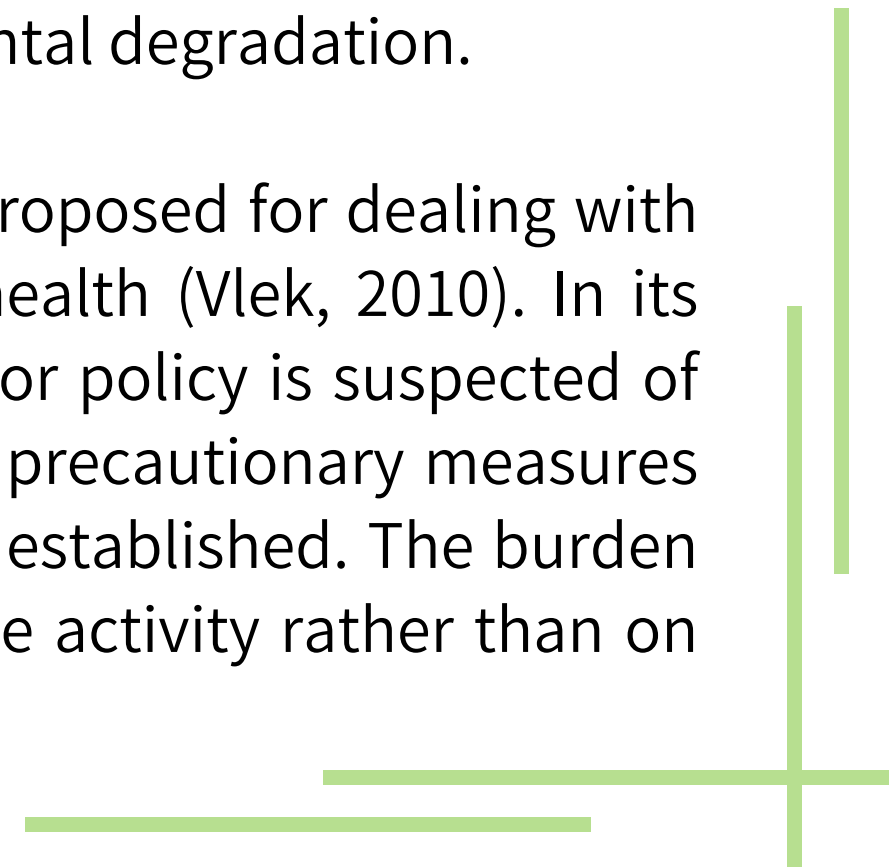 ntal degradation.
roposed for dealing with
ealth (Vlek, 2010). In its
or policy is suspected of
precautionary measures
established. The burden
e activity rather than on